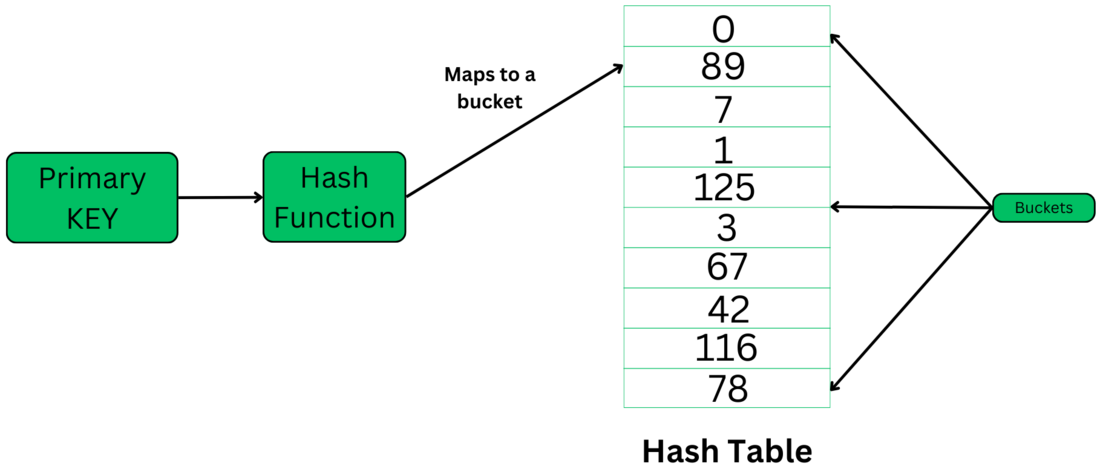 Primary
KEY
Hash
Function
Maps to a
bucket
0
89
7
1
125
3
67
42
116
78
Hash Table
Buckets